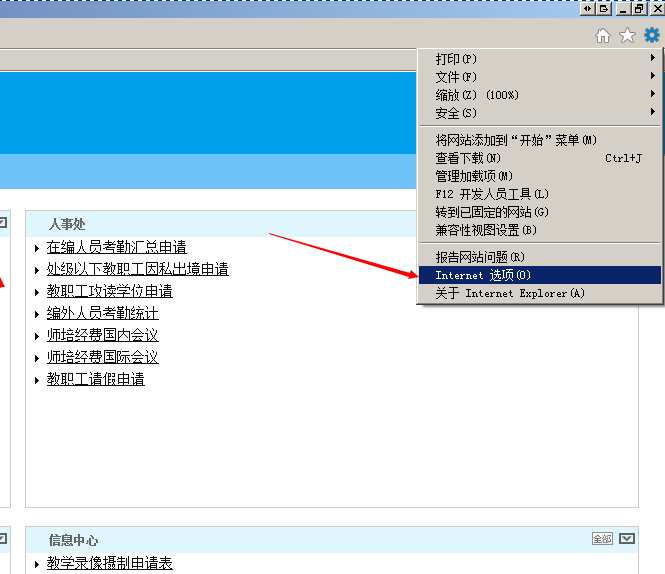 打印(P)
文件(F)
缩放(Z) (100%)
安全(S)
将网站添加到“开始”菜单(M)
查看下载(N) Ctrl+J
管理加载项(M)
F12 开发人员工具(L)
转到已固定的网站(G)
兼容性视图设置(B)
报告网站问题(R)
Internet 选项(O)
关于 Internet Explorer(A)
人事处
在编人员考勤汇总申请
处级以下教职工因私出境申请
教职工攻读学位申请
编外人员考勤统计
师培经费国内会议
师培经费国际会议
教职工请假申请
信息中心 全部
教学录像摄制申请表